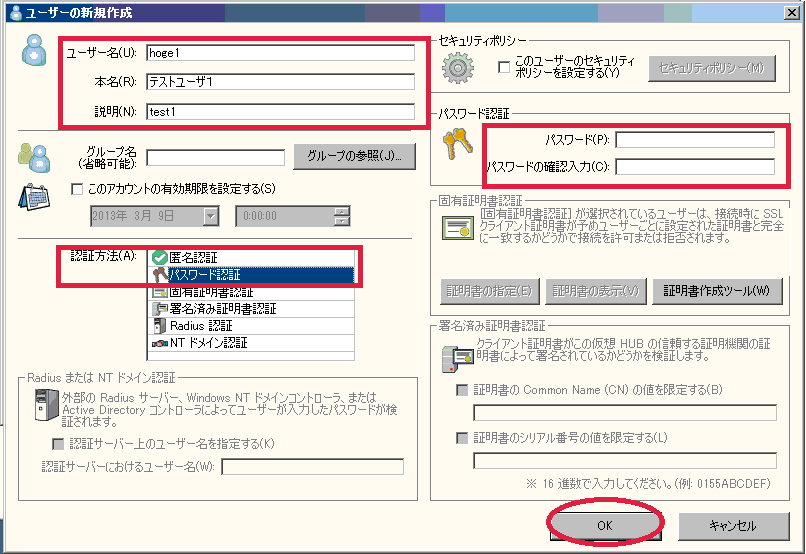 ユーザーの新規作成
ユーザー名(U):
hoge1
本名(R):
テストユーザ1
説明(N):
test1
グループ名
(省略可能):
グループの参照(J)...
このアカウントの有効期限を設定する(S)
2013年 3月 9日
0:00:00
認証方法(A):
匿名認証
パスワード認証
固有証明書認証
署名済み証明書認証
Radius 認証
NT ドメイン認証
Radius または NT ドメイン認証
外部の Radius サーバー、Windows NT ドメインコントローラ、または
Active Directory コントローラによってユーザーが入力したパスワードが検
証されます。
認証サーバー上のユーザー名を指定する(K)
認証サーバーにおけるユーザー名(W):
セキュリティポリシー
このユーザーのセキュリティ
ポリシーを設定する(Y)
セキュリティポリシー(M)
パスワード認証
パスワード(P):
パスワードの確認入力(C):
固有証明書認証
[固有証明書認証] が選択されているユーザーは、接続時に SSL
クライアント証明書が予めユーザーごとに設定された証明書と完全
に一致するかどうかで接続を許可または拒否されます。
証明書の指定(E)
証明書の表示(V)
証明書作成ツール(W)
署名済み証明書認証
クライアント証明書がこの仮想 HUB の信頼する証明機関の証
明書によって署名されているかどうかを検証します。
証明書の Common Name (CN) の値を限定する(B)
証明書のシリアル番号の値を限定する(L)
※ 16 進数で入力してください。(例: 0155ABCDEF)
OK
キャンセル